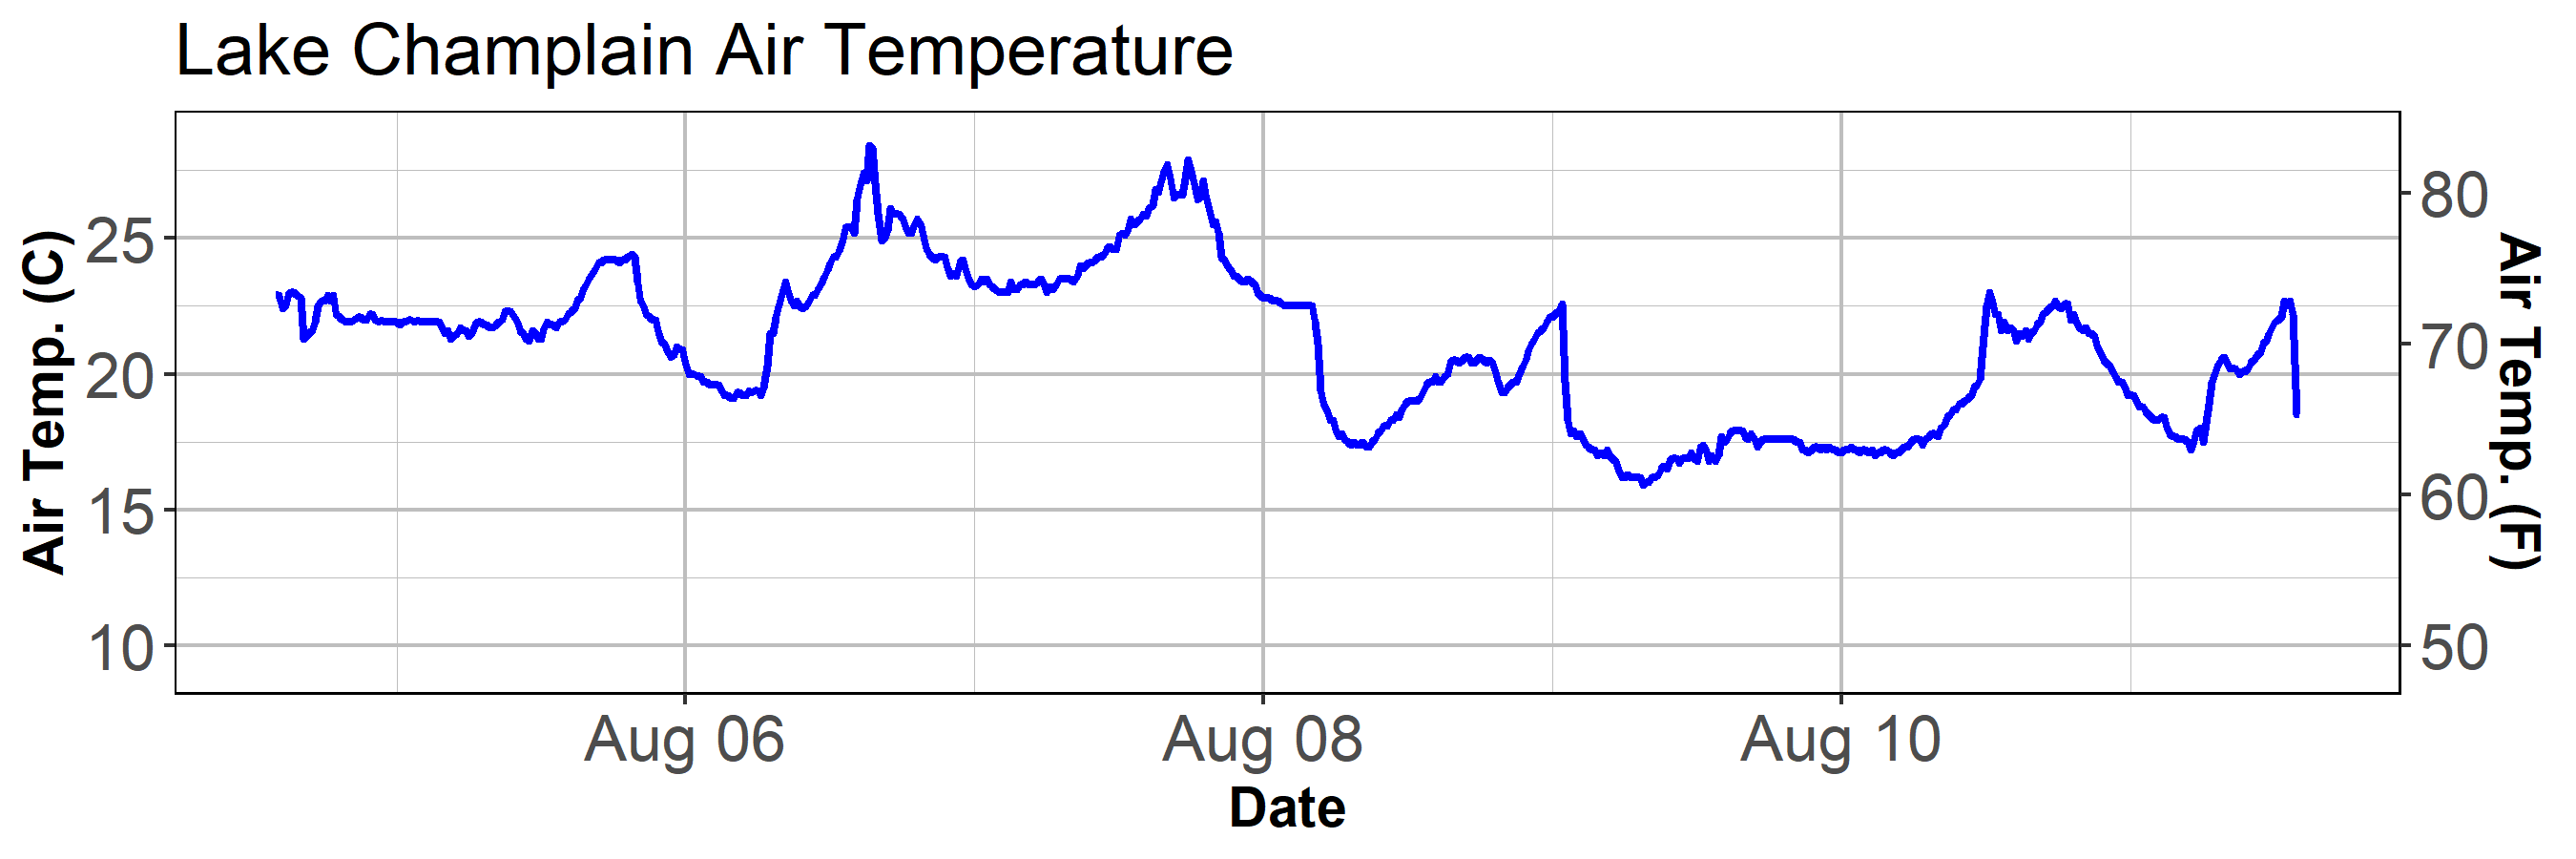 Lake Champlain Air Temperature
Air Temp. (C)
25
20
15
10
80
70
60
50
Air Temp. (F)
Aug 06
Aug 08
Aug 10
Date